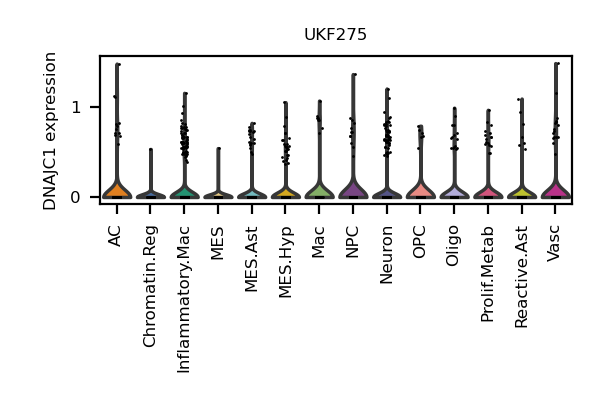 UKF275
DNAJC1 expression
1
0
AC
Chromatin.Reg
Inflammatory.Mac
MES
MES.Ast
MES.Hyp
Mac
NPC
Neuron
OPC
Oligo
Prolif.Metab
Reactive.Ast
Vasc